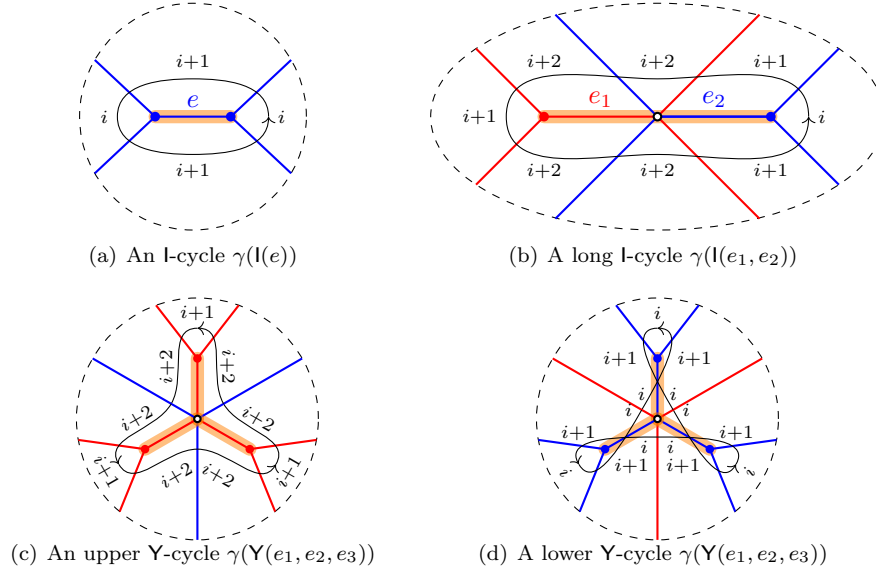 i+1
e
i
i
i+1
(a) An I-cycle γ(I(e))
i+2 i+2 i+1
e₁ e₂
i+1 i
i+2 i+2 i+1
(b) A long I-cycle γ(I(e₁, e₂))
i+1
i+2 i+2
i+2 i+2
i+1 i+2 i+2 i+1
(c) An upper Y-cycle γ(Y(e₁, e₂, e₃))
i
i+1 i+1
i i
i i
i+1 i i i+1
i i+1 i+1 i
(d) A lower Y-cycle γ(Y(e₁, e₂, e₃))